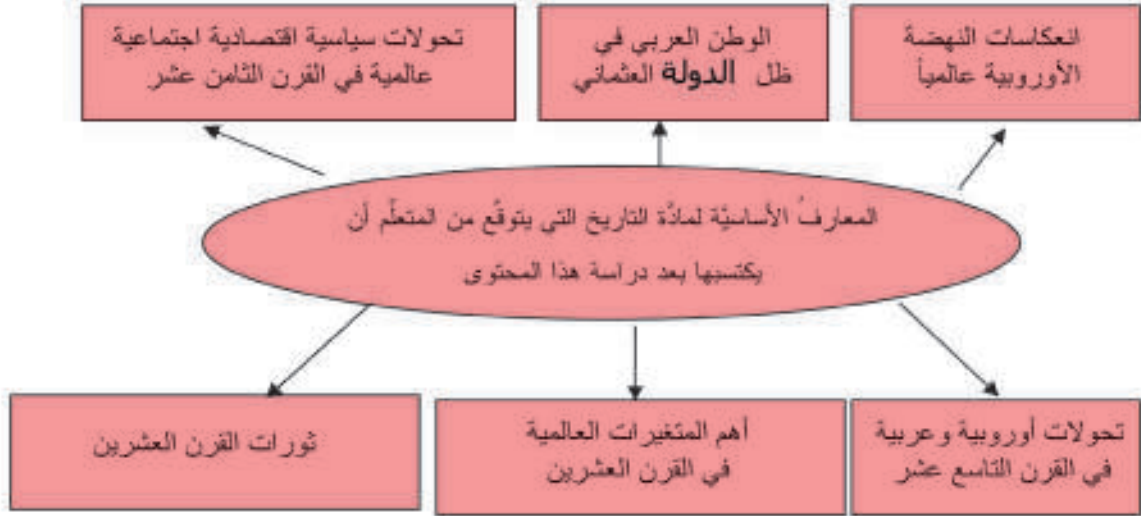 انعكاسات النهضة
الأوروبية عالمياً
الوطن العربي في
ظل الدولة العثماني
تحولات سياسية اقتصادية اجتماعية
عالمية في القرن الثامن عشر
المعارفُ الأساسيَّة لمادَّة التاريخ التي يتوقَّع من المتعلِّم أن
يكتسبها بعد دراسة هذا المحتوى
تحولات أوروبية وعربية
في القرن التاسع عشر
أهم المتغيرات العالمية
في القرن العشرين
ثورات القرن العشرين